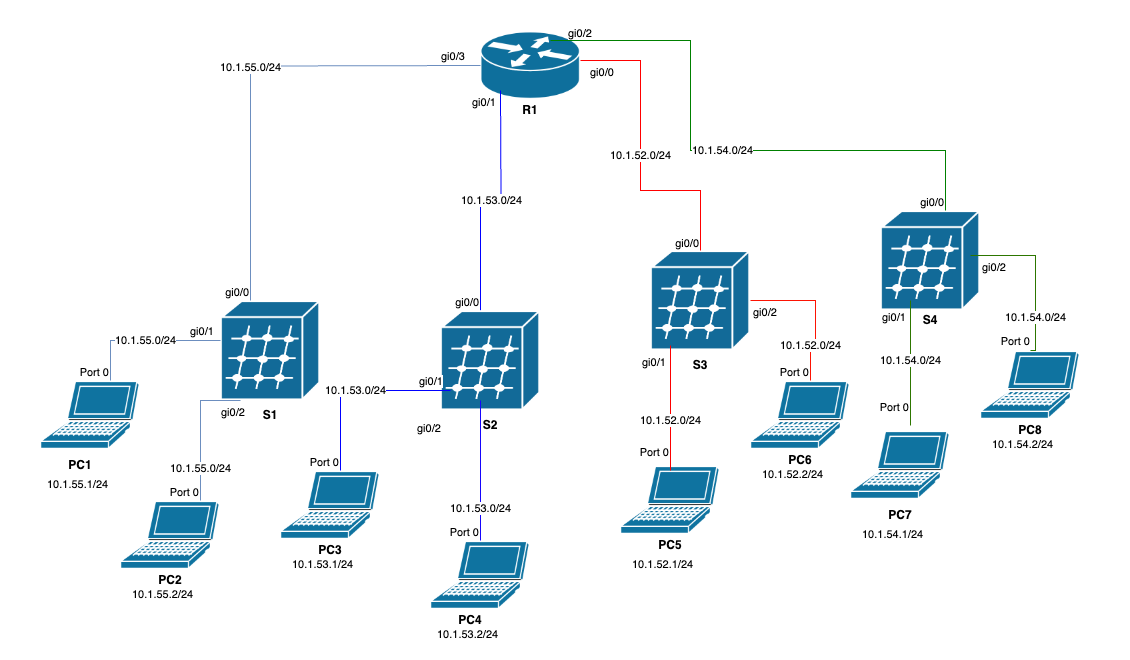 gi0/2
gi0/3
10.1.55.0/24
gi0/0
gi0/1
R1
10.1.54.0/24
10.1.52.0/24
10.1.53.0/24
gi0/0
gi0/0
gi0/2
gi0/0
gi0/0
gi0/2
gi0/1
S4
10.1.54.0/24
gi0/1
10.1.55.0/24
Port 0
10.1.52.0/24
10.1.54.0/24
gi0/1
S3
Port 0
Port 0
gi0/1
10.1.53.0/24
gi0/2
S1
Port 0
10.1.52.0/24
S2
gi0/2
PC8
10.1.54.2/24
Port 0
PC6
10.1.52.2/24
PC1
10.1.55.1/24
10.1.55.0/24
Port 0
Port 0
10.1.53.0/24
PC7
10.1.54.1/24
Port 0
PC3
10.1.53.1/24
PC5
10.1.52.1/24
PC2
10.1.55.2/24
PC4
10.1.53.2/24